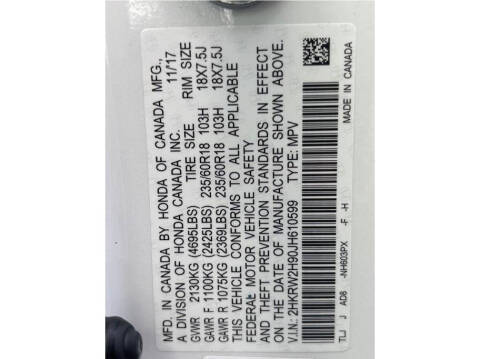 MFD. IN CANADA BY HONDA OF CANADA MFG.,
A DIVISION OF HONDA CANADA INC. 11/17
TIRE SIZE RIM SIZE
GVWR 2130KG (4695LBS)
GAWR F 1100KG (2425LBS) 235/60R18 103H 18X7.5J
GAWR R 1075KG (2369LBS) 235/60R18 103H 18X7.5J
THIS VEHICLE CONFORMS TO ALL APPLICABLE
FEDERAL MOTOR VEHICLE SAFETY
AND THEFT PREVENTION STANDARDS IN EFFECT
ON THE DATE OF MANUFACTURE SHOWN ABOVE.
V.I.N.: 2HKRW2H90JH610599 TYPE: MPV
TLJ J AD8 -NH603PX -F -H MADE IN CANADA